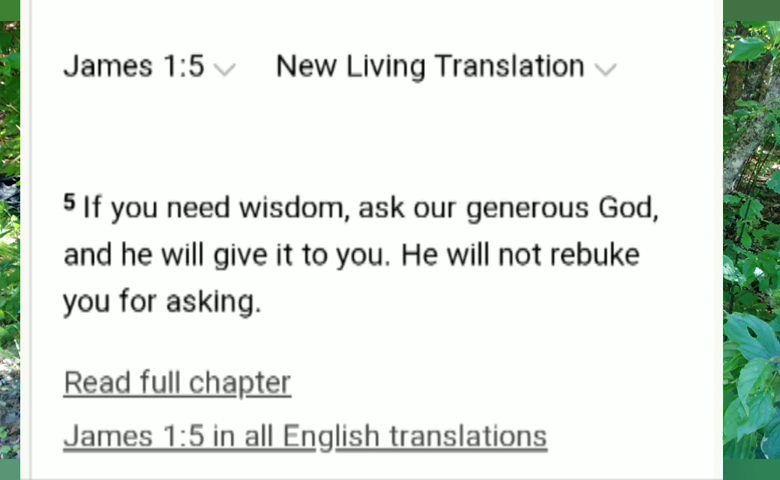 James 1:5 New Living Translation
5 If you need wisdom, ask our generous God,
and he will give it to you. He will not rebuke
you for asking.
Read full chapter
James 1:5 in all English translations